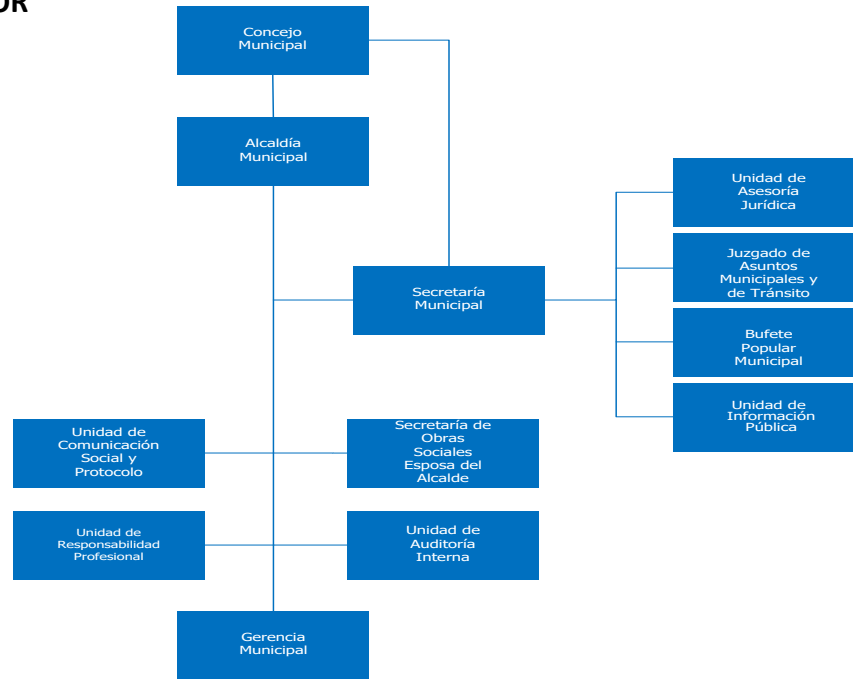 OR
Concejo
Municipal
Alcaldía
Municipal
Unidad de
Asesoría
Jurídica
Juzgado de
Asuntos
Municipales y
de Tránsito
Secretaría
Municipal
Bufete
Popular
Municipal
Unidad de
Información
Pública
Unidad de
Comunicación
Social y
Protocolo
Secretaría de
Obras
Sociales
Esposa del
Alcalde
Unidad de
Responsabilidad
Profesional
Unidad de
Auditoría
Interna
Gerencia
Municipal